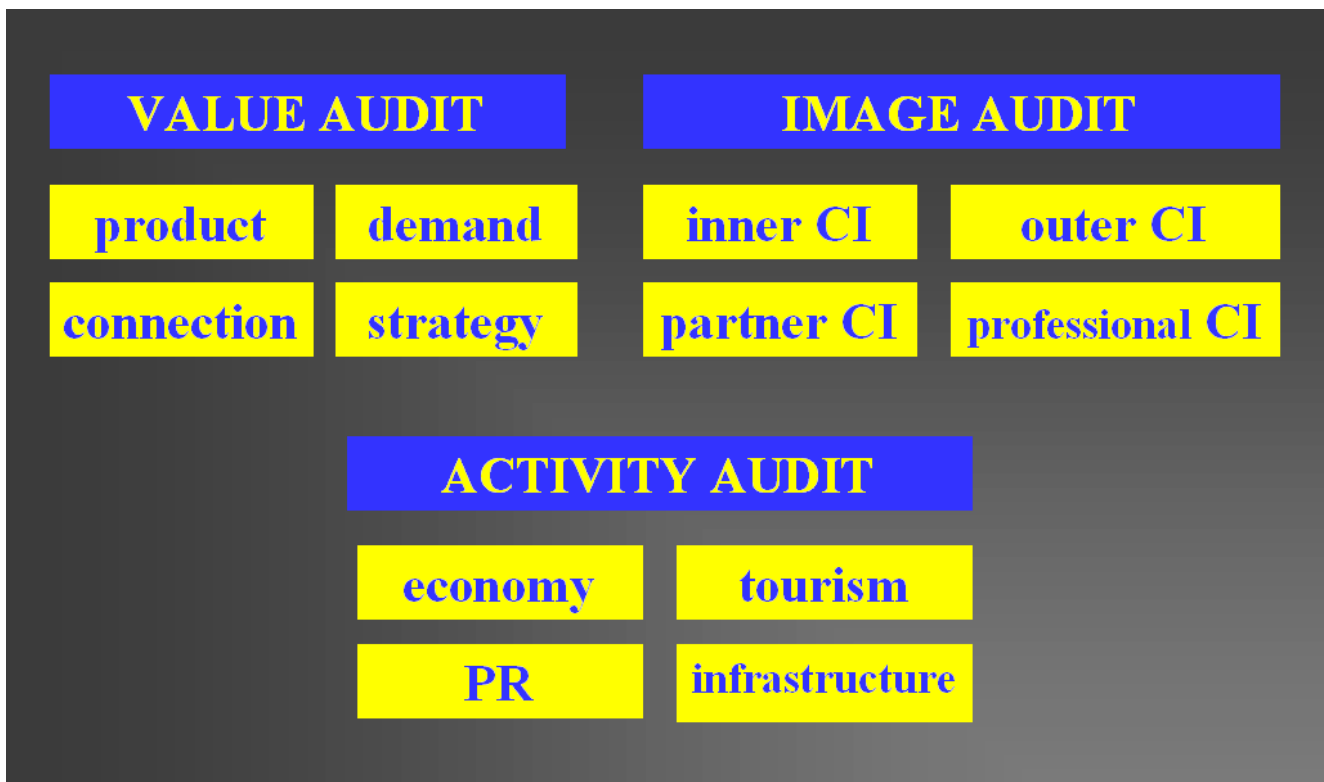 VALUE AUDIT
IMAGE AUDIT
product
demand
inner CI
outer CI
connection
strategy
partner CI
professional CI
ACTIVITY AUDIT
economy
tourism
PR
infrastructure